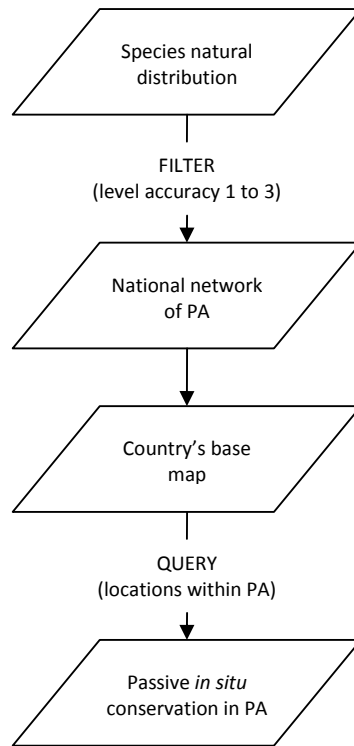 Species natural
distribution
FILTER
(level accuracy 1 to 3)
National network
of PA
Country's base
map
QUERY
(locations within PA)
Passive in situ
conservation in PA